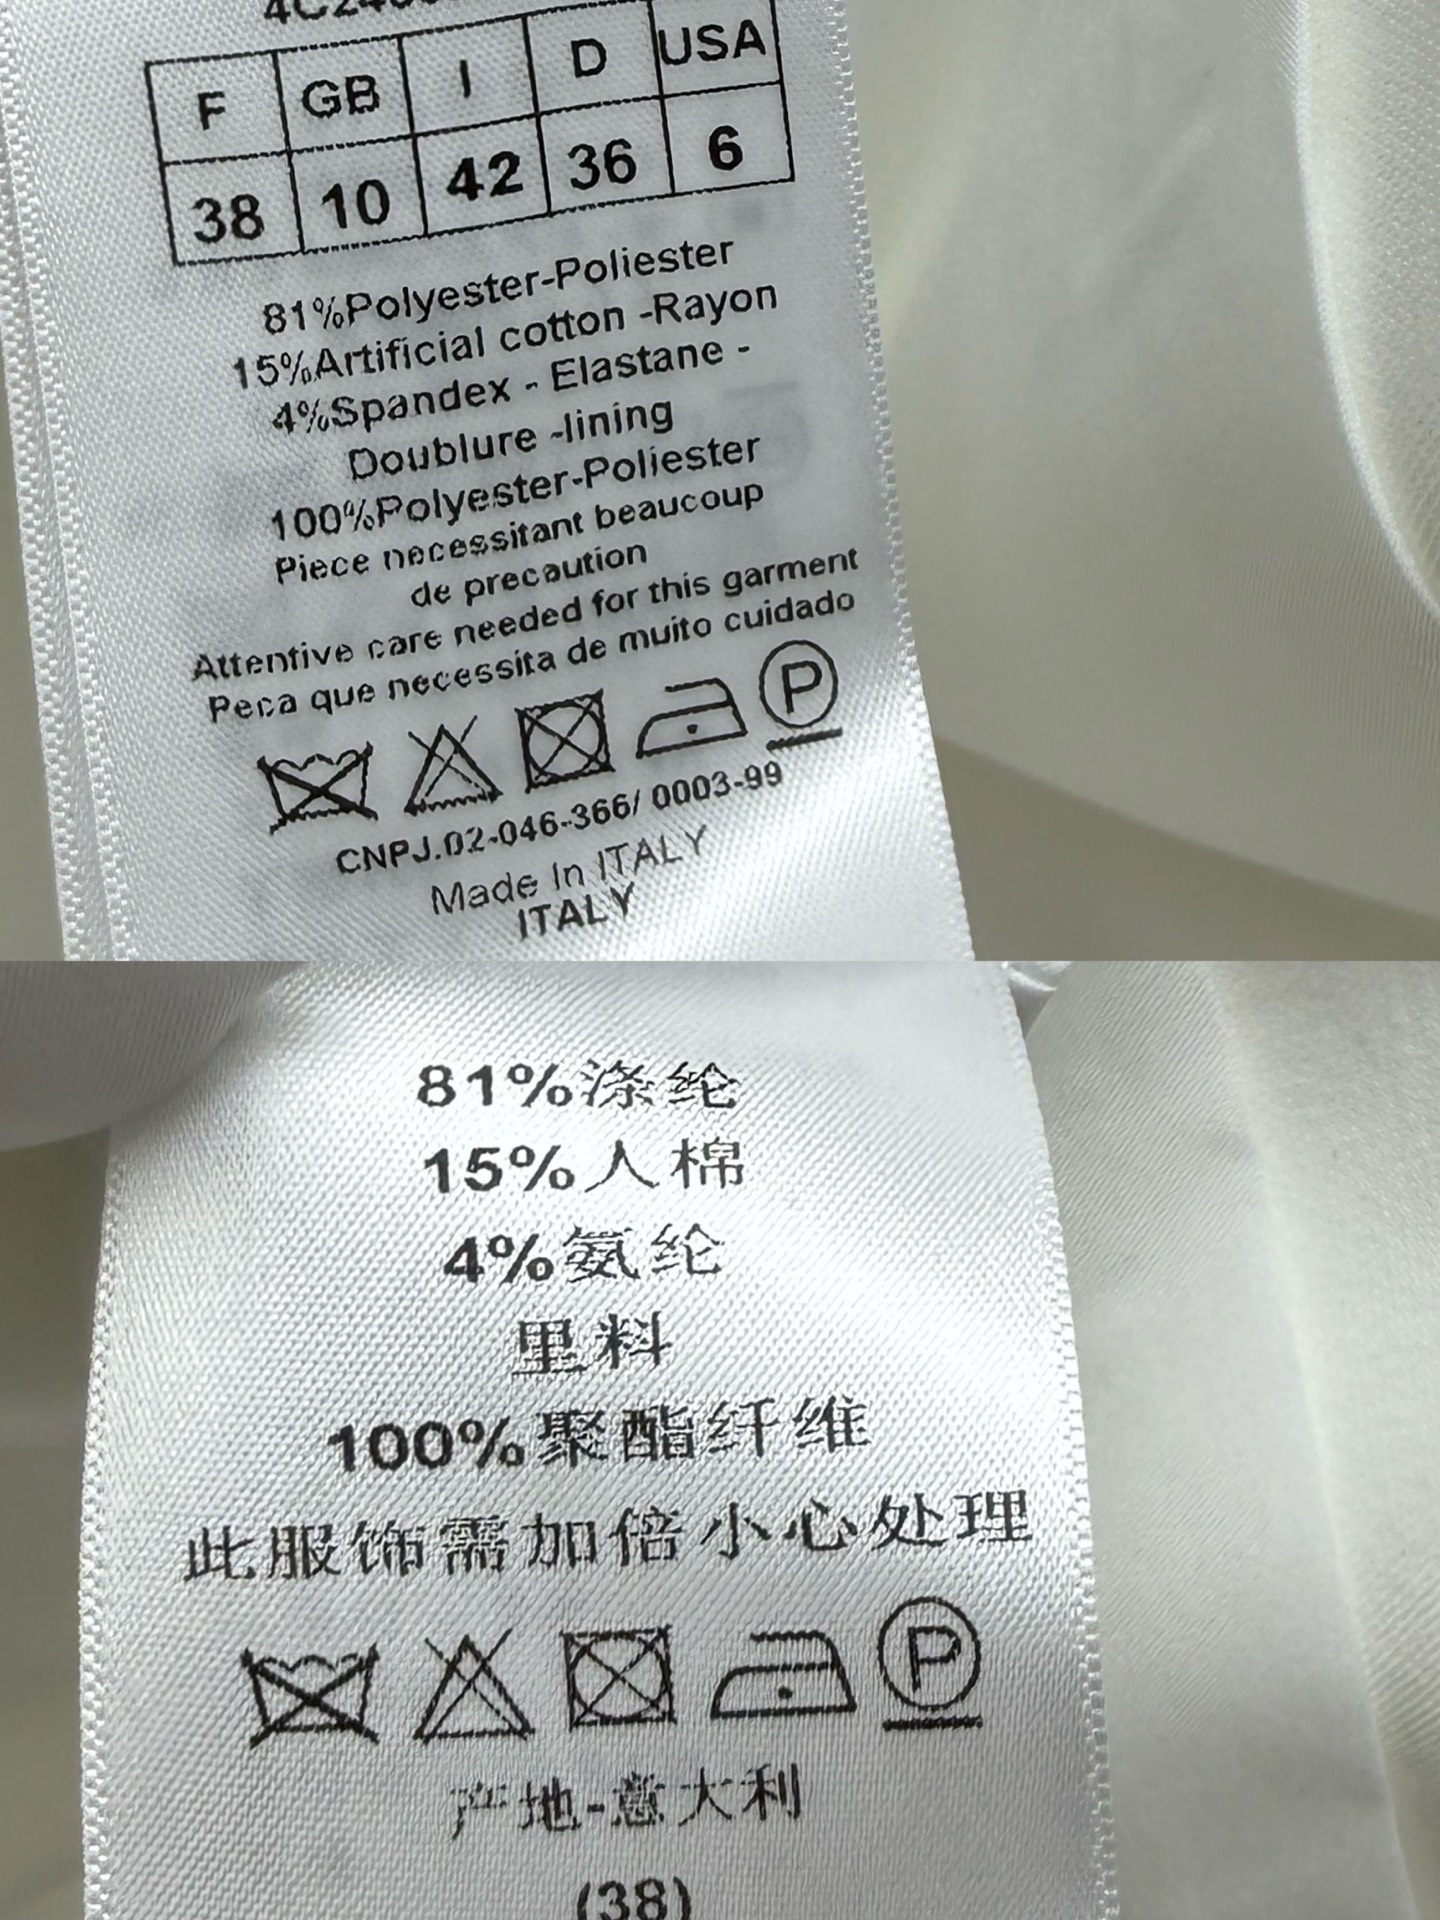 F GB I D USA
38 10 42 36 6
81%Polyester-Poliester
15%Artificial cotton -Rayon
4%Spandex - Elastane -
Doublure -lining
100%Polyester-Poliester
Piece necessitant beaucoup
de precaution
Attentive care needed for this garment
Peca que necessita de muito cuidado
P
CNPJ.02-046-366/ 0003-99
Made In ITALY
ITALY
81%涤纶
15%人棉
4%氨纶
里料
100%聚酯纤维
此服饰需加倍小心处理
P
产地-意大利
(38)